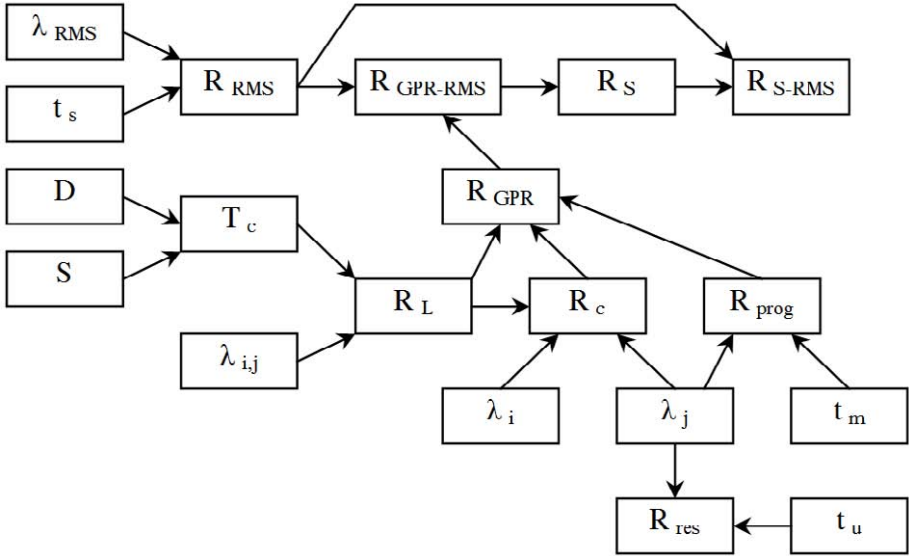 λ RMS
R RMS
R GPR-RMS
R S
R S-RMS
t s
D
T c
R GPR
S
R L
R c
R prog
λ i,j
λ i
λ j
t m
R res
t u